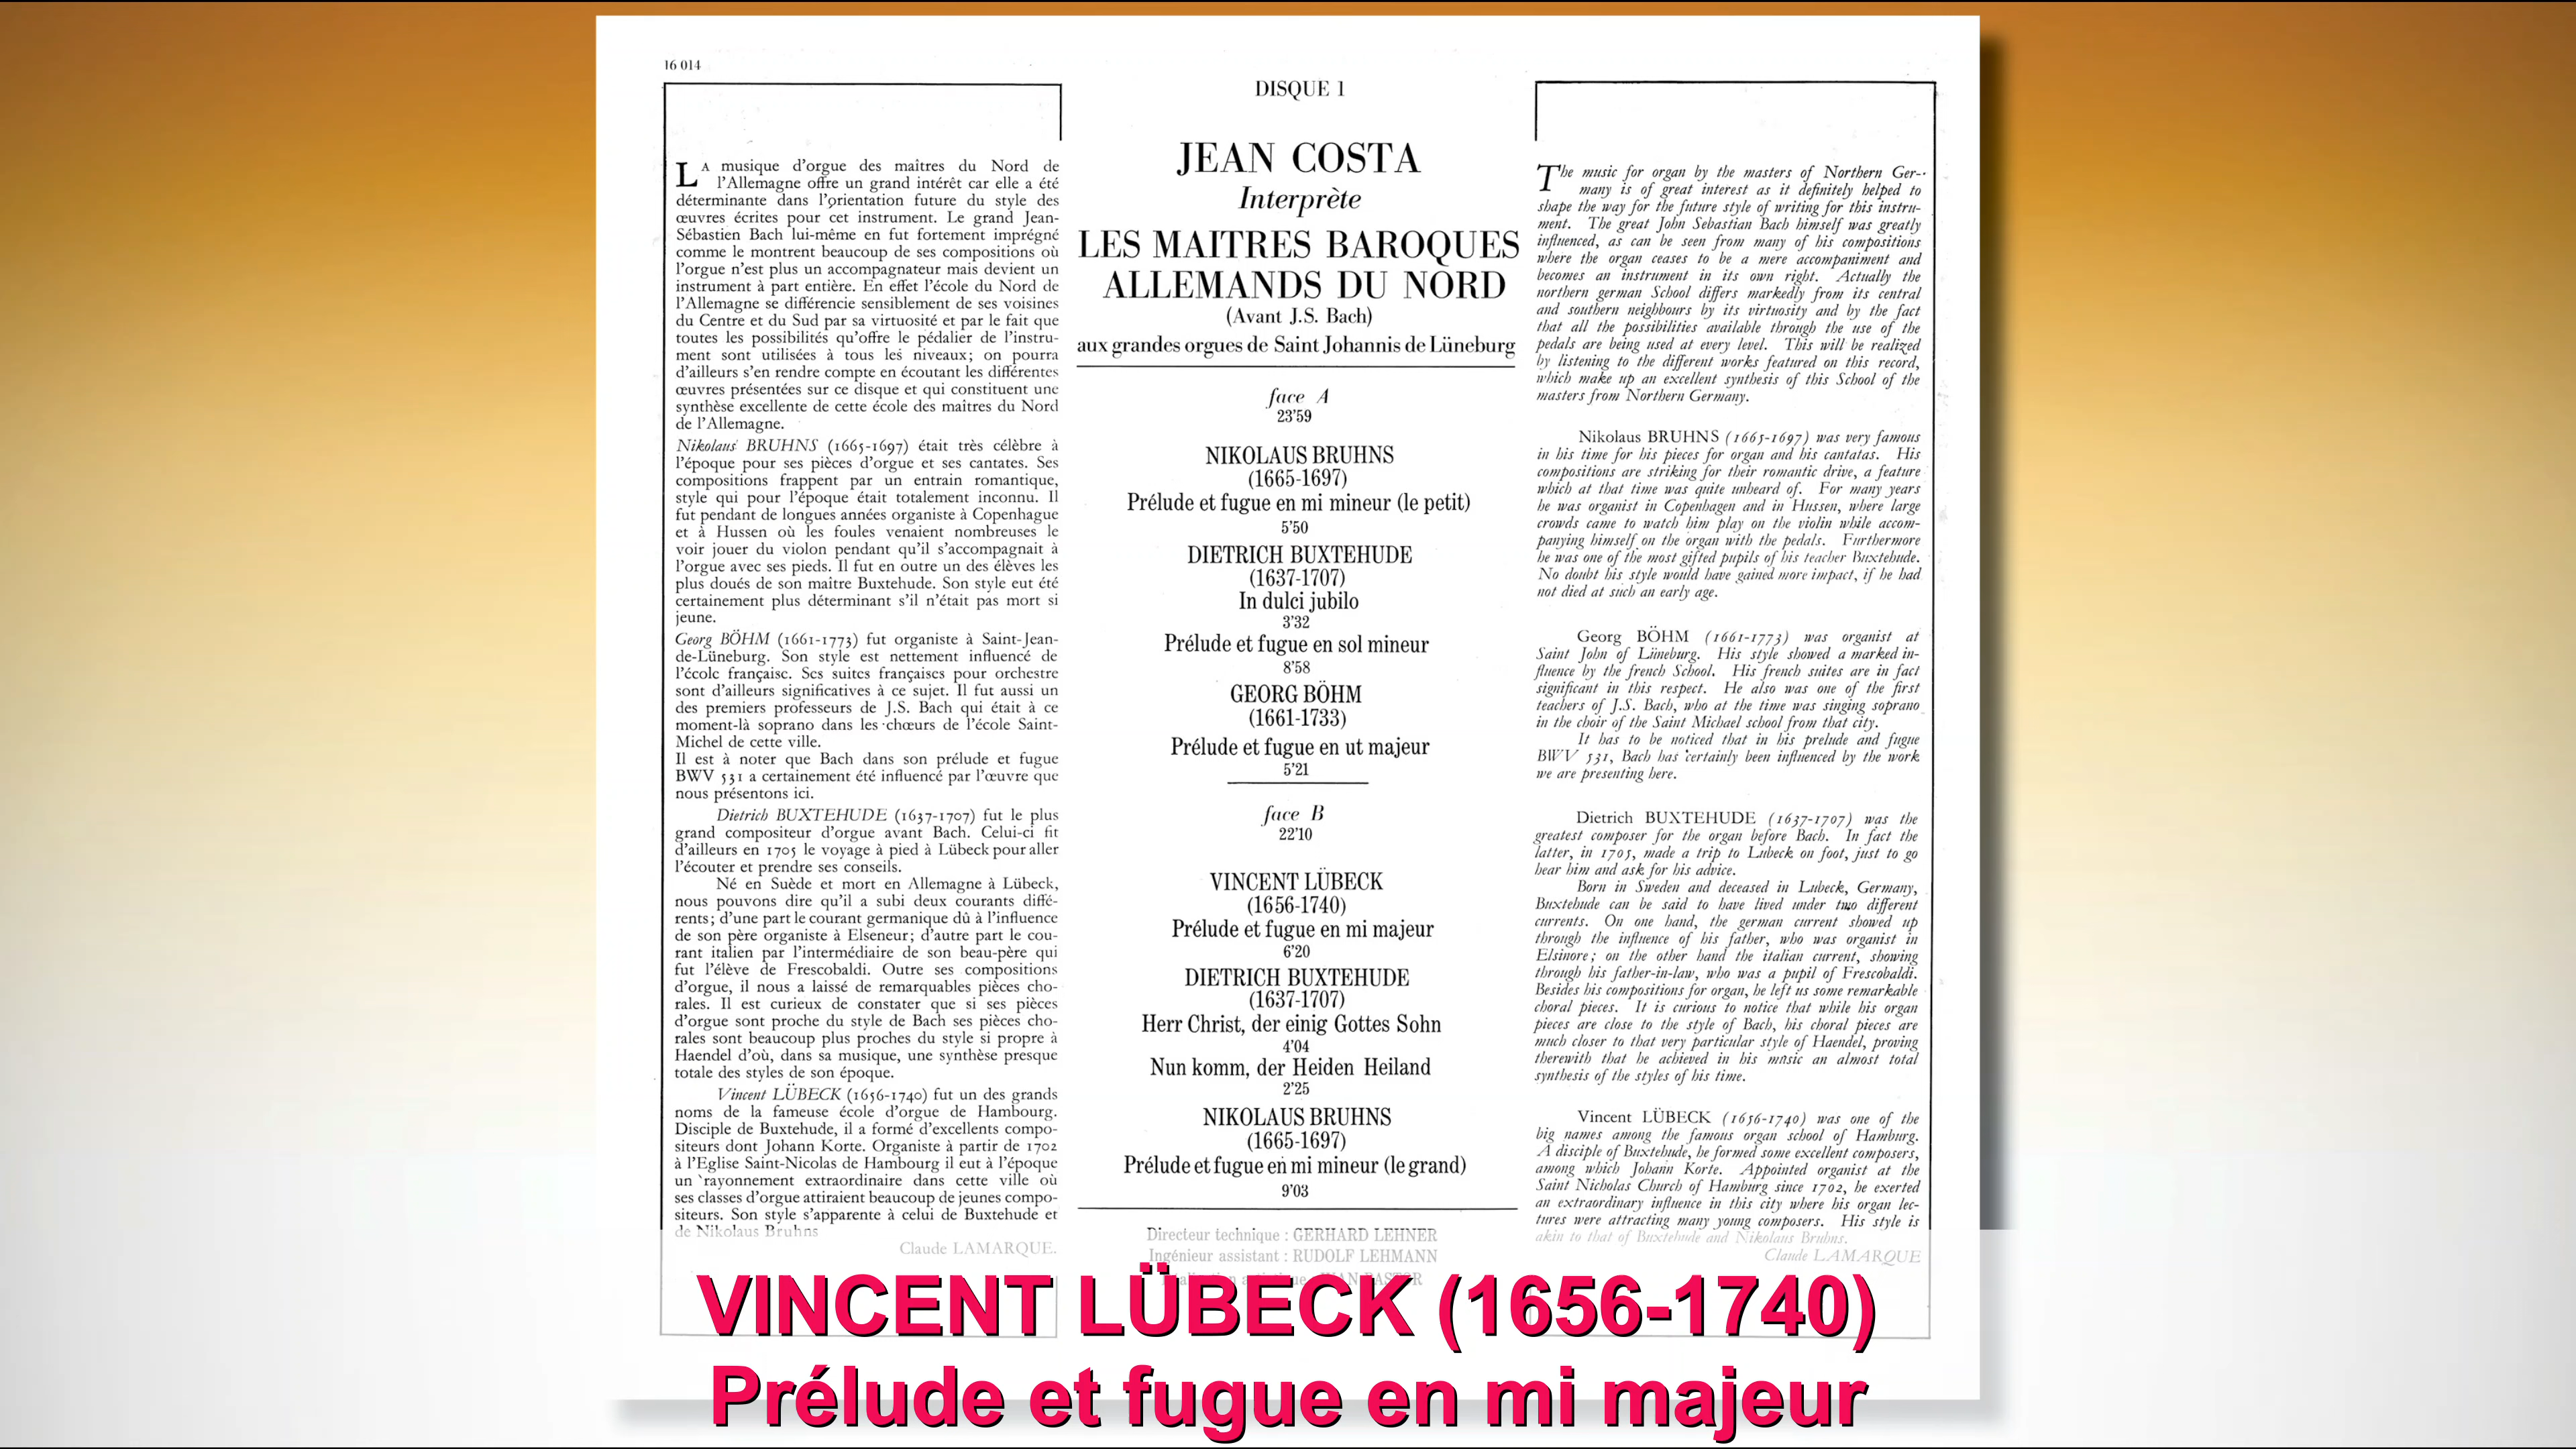 16 014
LA musique d'orgue des maîtres du Nord de
l'Allemagne offre un grand intérêt car elle a été
déterminante dans l'orientation future du style des
œuvres écrites pour cet instrument. Le grand Jean-
Sébastien Bach lui-même en fut fortement imprégné
comme le montrent beaucoup de ses compositions où
l'orgue n'est plus un accompagnateur mais devient un
instrument à part entière. En effet l'école du Nord de
l'Allemagne se différencie sensiblement de ses voisines
du Centre et du Sud par sa virtuosité et par le fait que
toutes les possibilités qu'offre le pédalier de l'instru-
ment sont utilisées à tous les niveaux; on pourra
d'ailleurs s'en rendre compte en écoutant les différentes
œuvres présentées sur ce disque et qui constituent une
synthèse excellente de cette école des maîtres du Nord
de l'Allemagne.
Nikolaus BRUHNS (1665-1697) était très célèbre à
l'époque pour ses pièces d'orgue et ses cantates. Ses
compositions frappent par un entrain romantique,
style qui pour l'époque était totalement inconnu. Il
fut pendant de longues années organiste à Copenhague
et à Hussen où les foules venaient nombreuses le
voir jouer du violon pendant qu'il s'accompagnait à
l'orgue avec ses pieds. Il fut en outre un des élèves les
plus doués de son maître Buxtehude. Son style eut été
certainement plus déterminant s'il n'était pas mort si
jeune.
Georg BÖHM (1661-1773) fut organiste à Saint-Jean-
de-Lüneburg. Son style est nettement influencé de
l'école française. Ses suites françaises pour orchestre
sont d'ailleurs significatives à ce sujet. Il fut aussi un
des premiers professeurs de J.S. Bach qui était à ce
moment-là soprano dans les chœurs de l'école Saint-
Michel de cette ville.
Il est à noter que Bach dans son prélude et fugue
BWV 531 a certainement été influencé par l'œuvre que
nous présentons ici.
Dietrich BUXTEHUDE (1637-1707) fut le plus
grand compositeur d'orgue avant Bach. Celui-ci fit
d'ailleurs en 1705 le voyage à pied à Lübeck pour aller
l'écouter et prendre ses conseils.
Né en Suède et mort en Allemagne à Lübeck,
nous pouvons dire qu'il a subi deux courants diffé-
rents; d'une part le courant germanique dû à l'influence
de son père organiste à Elseneur; d'autre part le cou-
rant italien par l'intermédiaire de son beau-père qui
fut l'élève de Frescobaldi. Outre ses compositions
d'orgue, il nous a laissé de remarquables pièces cho-
rales. Il est curieux de constater que si ses pièces
d'orgue sont proche du style de Bach ses pièces cho-
rales sont beaucoup plus proches du style si propre à
Haendel d'où, dans sa musique, une synthèse presque
totale des styles de son époque.
Vincent LÜBECK (1656-1740) fut un des grands
noms de la fameuse école d'orgue de Hambourg.
Disciple de Buxtehude, il a formé d'excellents compo-
siteurs dont Johann Korte. Organiste à partir de 1702
à l'Eglise Saint-Nicolas de Hambourg il eut à l'époque
un rayonnement extraordinaire dans cette ville où
ses classes d'orgue attiraient beaucoup de jeunes compo-
siteurs. Son style s'apparente à celui de Buxtehude et
de Nikolaus Bruhns
Claude LAMARQUE.
DISQUE 1
JEAN COSTA
Interprète
LES MAITRES BAROQUES
ALLEMANDS DU NORD
(Avant J.S. Bach)
aux grandes orgues de Saint Johannis de Lüneburg
face A
23'59
NIKOLAUS BRUHNS
(1665-1697)
Prélude et fugue en mi mineur (le petit)
5'50
DIETRICH BUXTEHUDE
(1637-1707)
In dulci jubilo
3'32
Prélude et fugue en sol mineur
8'58
GEORG BÖHM
(1661-1733)
Prélude et fugue en ut majeur
5'21
face B
22'10
VINCENT LÜBECK
(1656-1740)
Prélude et fugue en mi majeur
6'20
DIETRICH BUXTEHUDE
(1637-1707)
Herr Christ, der einig Gottes Sohn
4'04
Nun komm, der Heiden Heiland
2'25
NIKOLAUS BRUHNS
(1665-1697)
Prélude et fugue en mi mineur (le grand)
9'03
Directeur technique : GERHARD LEHNER
Ingénieur assistant : RUDOLF LEHMANN
The music for organ by the masters of Northern Ger-
many is of great interest as it definitely helped to
shape the way for the future style of writing for this instru-
ment. The great John Sebastian Bach himself was greatly
influenced, as can be seen from many of his compositions
where the organ ceases to be a mere accompaniment and
becomes an instrument in its own right. Actually the
northern german School differs markedly from its central
and southern neighbours by its virtuosity and by the fact
that all the possibilities available through the use of the
pedals are being used at every level. This will be realized
by listening to the different works featured on this record,
which make up an excellent synthesis of this School of the
masters from Northern Germany.
Nikolaus BRUHNS (1665-1697) was very famous
in his time for his pieces for organ and his cantatas. His
compositions are striking for their romantic drive, a feature
which at that time was quite unheard of. For many years
he was organist in Copenhagen and in Hussen, where large
crowds came to watch him play on the violin while accom-
panying himself on the organ with the pedals. Furthermore
he was one of the most gifted pupils of his teacher Buxtehude.
No doubt his style would have gained more impact, if he had
not died at such an early age.
Georg BÖHM (1661-1773) was organist at
Saint John of Lüneburg. His style showed a marked in-
fluence by the french School. His french suites are in fact
significant in this respect. He also was one of the first
teachers of J.S. Bach, who at the time was singing soprano
in the choir of the Saint Michael school from that city.
It has to be noticed that in his prelude and fugue
BWV 531, Bach has certainly been influenced by the work
we are presenting here.
Dietrich BUXTEHUDE (1637-1707) was the
greatest composer for the organ before Bach. In fact the
latter, in 1705, made a trip to Lubeck on foot, just to go
hear him and ask for his advice.
Born in Sweden and deceased in Lubeck, Germany,
Buxtehude can be said to have lived under two different
currents. On one hand, the german current showed up
through the influence of his father, who was organist in
Elsinore; on the other hand the italian current, showing
through his father-in-law, who was a pupil of Frescobaldi.
Besides his compositions for organ, he left us some remarkable
choral pieces. It is curious to notice that while his organ
pieces are close to the style of Bach, his choral pieces are
much closer to that very particular style of Haendel, proving
therewith that he achieved in his music an almost total
synthesis of the styles of his time.
Vincent LÜBECK (1656-1740) was one of the
big names among the famous organ school of Hamburg.
A disciple of Buxtehude, he formed some excellent composers,
among which Johann Korte. Appointed organist at the
Saint Nicholas Church of Hamburg since 1702, he exerted
an extraordinary influence in this city where his organ lec-
tures were attracting many young composers. His style is
akin to that of Buxtehude and Nikolaus Bruhns.
Claude LAMARQUE
VINCENT LÜBECK (1656-1740)
Prélude et fugue en mi majeur